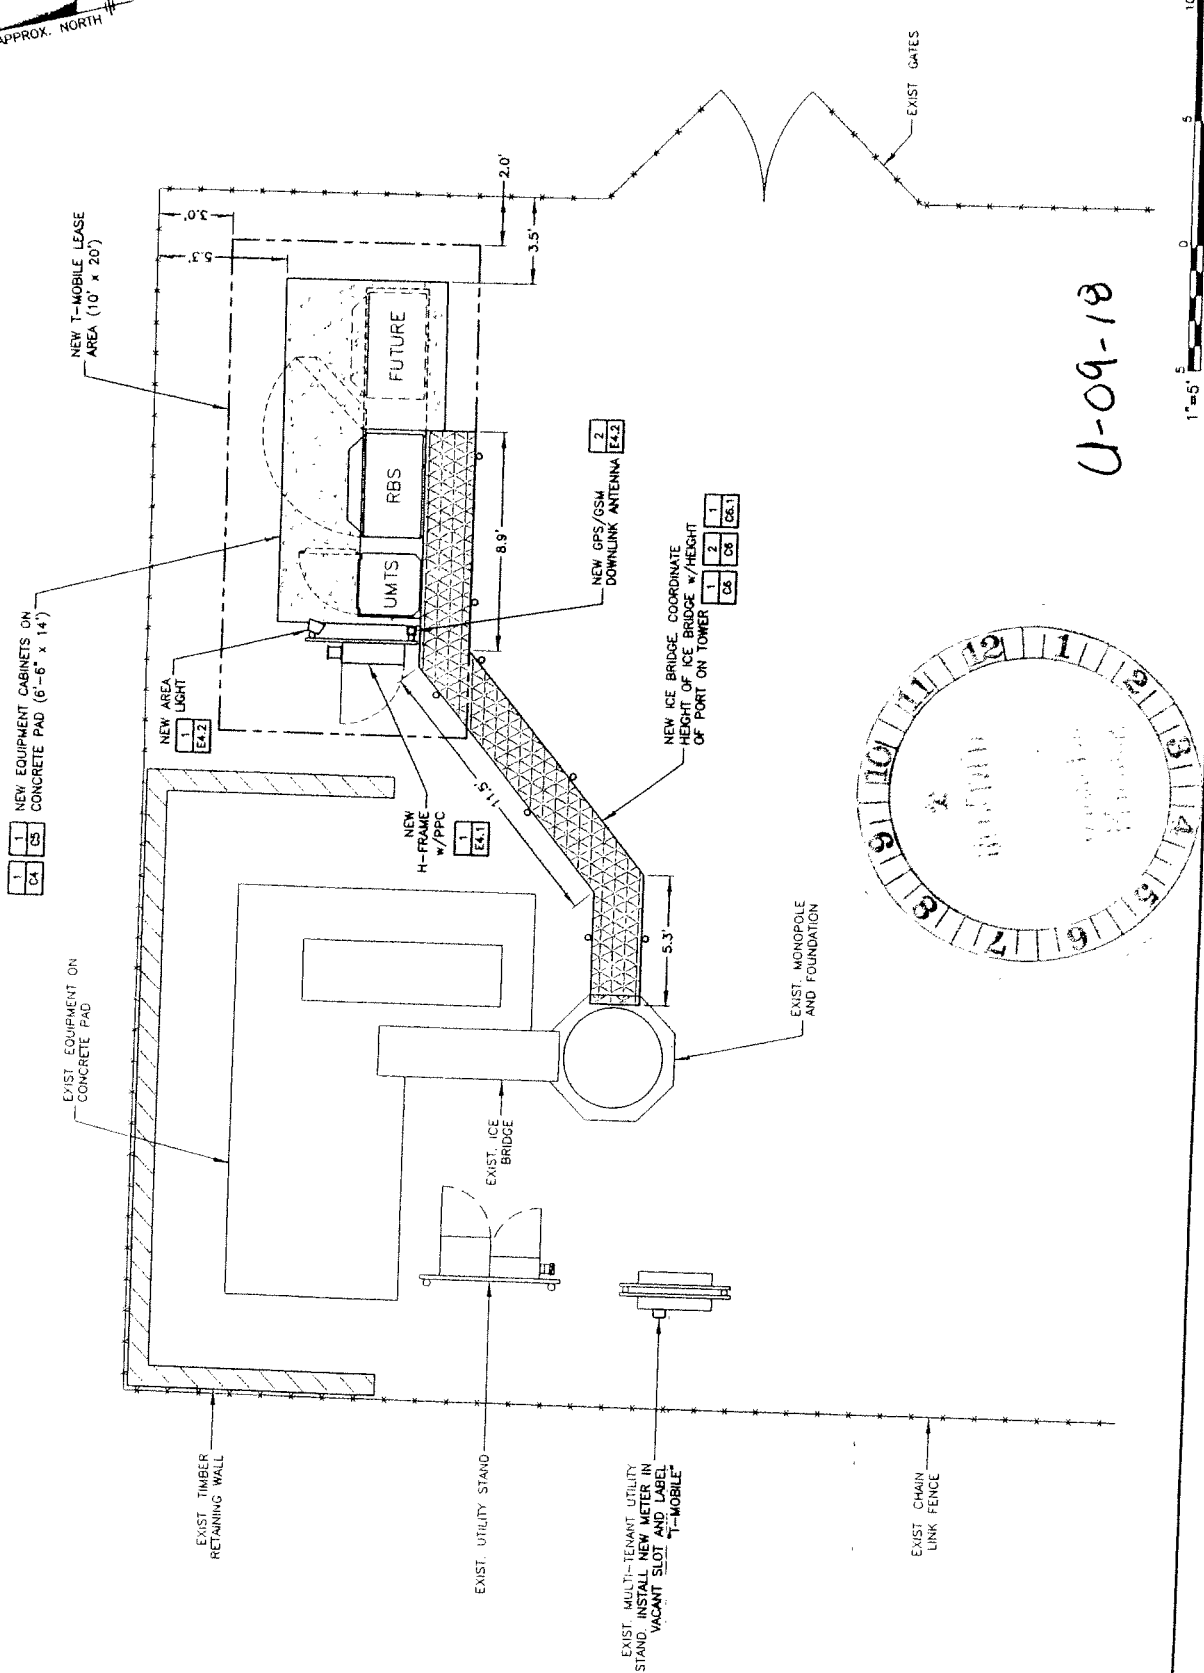 APPROX. NORTH
1 C4
1 C5
NEW EQUIPMENT CABINETS ON
CONCRETE PAD (6'-6" x 14')
NEW T-MOBILE LEASE
AREA (10' x 20')
3.0'
5.3'
2.0'
3.5'
EXIST GATES
FUTURE
RBS
UMTS
8.9'
NEW AREA
LIGHT
1 E4.2
NEW GPS/GSM
DOWNLINK ANTENNA
2 E4.2
NEW
H-FRAME
w/PPC
1 E4.1
11.5'
NEW ICE BRIDGE. COORDINATE
HEIGHT OF ICE BRIDGE w/HEIGHT
OF PORT ON TOWER
1 C6
2 C6
1 C6.1
5.3'
EXIST EQUIPMENT ON
CONCRETE PAD
EXIST. ICE
BRIDGE
EXIST. MONOPOLE
AND FOUNDATION
EXIST TIMBER
RETAINING WALL
EXIST. UTILITY STAND
EXIST. MULTI-TENANT UTILITY
STAND. INSTALL NEW METER IN
VACANT SLOT AND LABEL
"T-MOBILE"
EXIST CHAIN
LINK FENCE
U-09-18
12 1 2 3 4 5 6 7 8 9 10 11
1"=5'
5 0 5 10